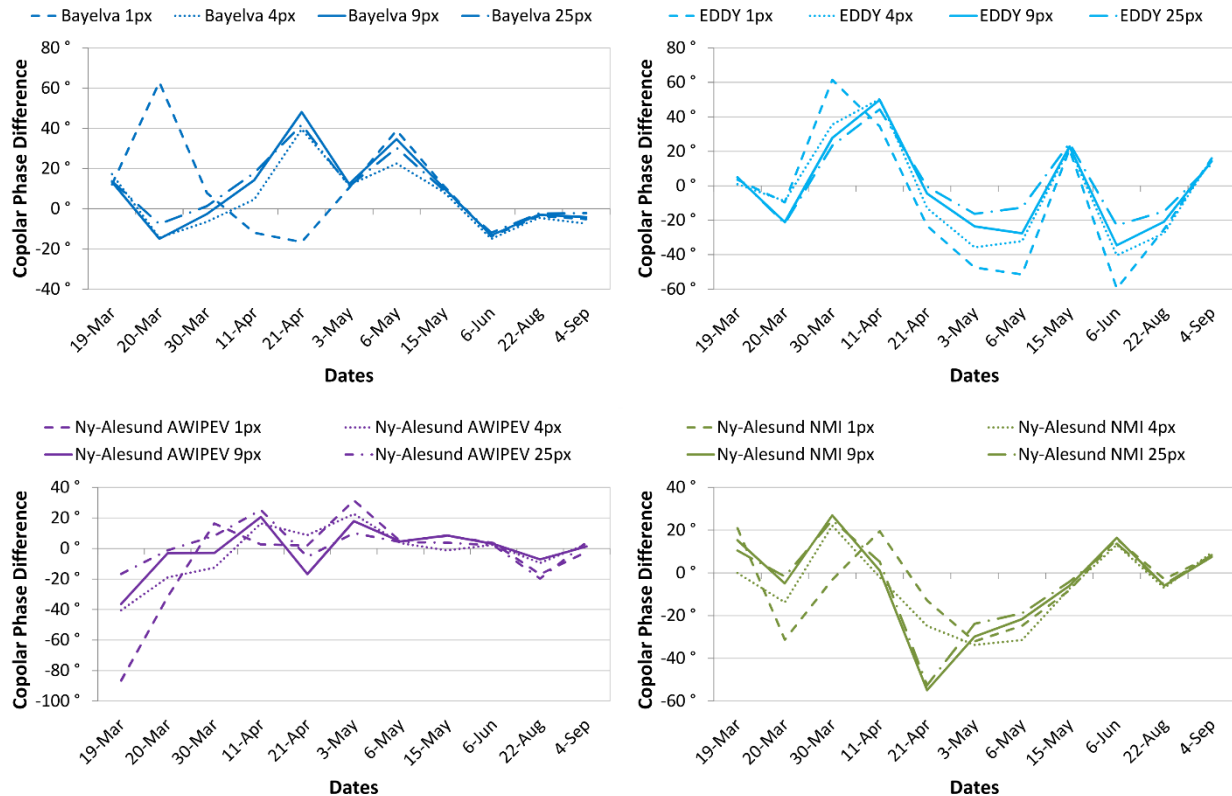 Bayelva 1px Bayelva 4px Bayelva 9px Bayelva 25px
80 °
60 °
40 °
20 °
0 °
-20 °
-40 °
Copolar Phase Difference
19-Mar 20-Mar 30-Mar 11-Apr 21-Apr 3-May 6-May 15-May 6-Jun 22-Aug 4-Sep
Dates
EDDY 1px EDDY 4px EDDY 9px EDDY 25px
80 °
60 °
40 °
20 °
0 °
-20 °
-40 °
-60 °
Copolar Phase Difference
19-Mar 20-Mar 30-Mar 11-Apr 21-Apr 3-May 6-May 15-May 6-Jun 22-Aug 4-Sep
Dates
Ny-Alesund AWIPEV 1px Ny-Alesund AWIPEV 4px
Ny-Alesund AWIPEV 9px Ny-Alesund AWIPEV 25px
40 °
20 °
0 °
-20 °
-40 °
-60 °
-80 °
-100 °
Copolar Phase Difference
19-Mar 20-Mar 30-Mar 11-Apr 21-Apr 3-May 6-May 15-May 6-Jun 22-Aug 4-Sep
Dates
Ny-Alesund NMI 1px Ny-Alesund NMI 4px
Ny-Alesund NMI 9px Ny-Alesund NMI 25px
40 °
20 °
0 °
-20 °
-40 °
-60 °
Copolar Phase Difference
19-Mar 20-Mar 30-Mar 11-Apr 21-Apr 3-May 6-May 15-May 6-Jun 22-Aug 4-Sep
Dates